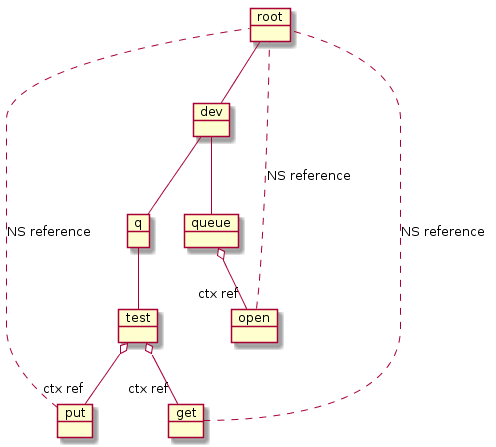 root
dev
NS reference
q
queue
NS reference
NS reference
ctx ref
test
open
ctx ref
ctx ref
put
get